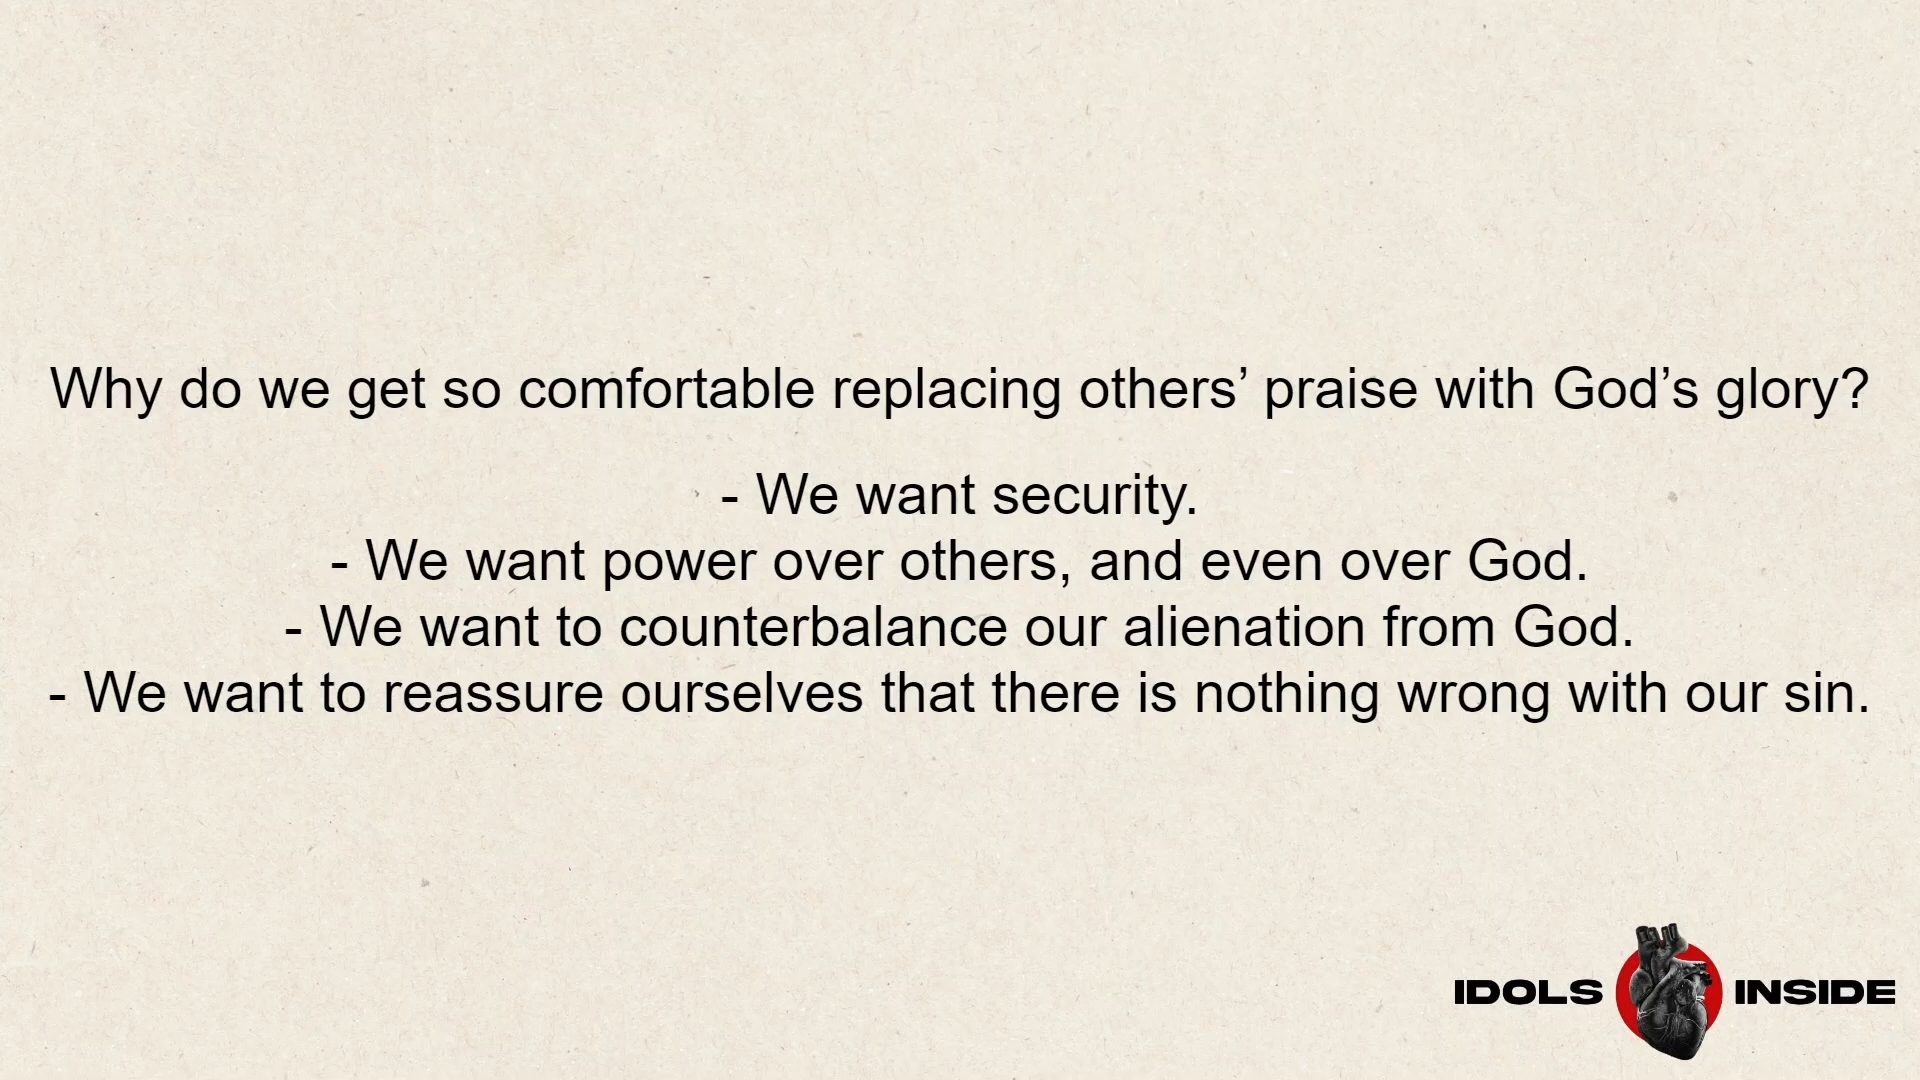 Why do we get so comfortable replacing others’ praise with God’s glory?
- We want security.
- We want power over others, and even over God.
- We want to counterbalance our alienation from God.
- We want to reassure ourselves that there is nothing wrong with our sin.
IDOLS INSIDE